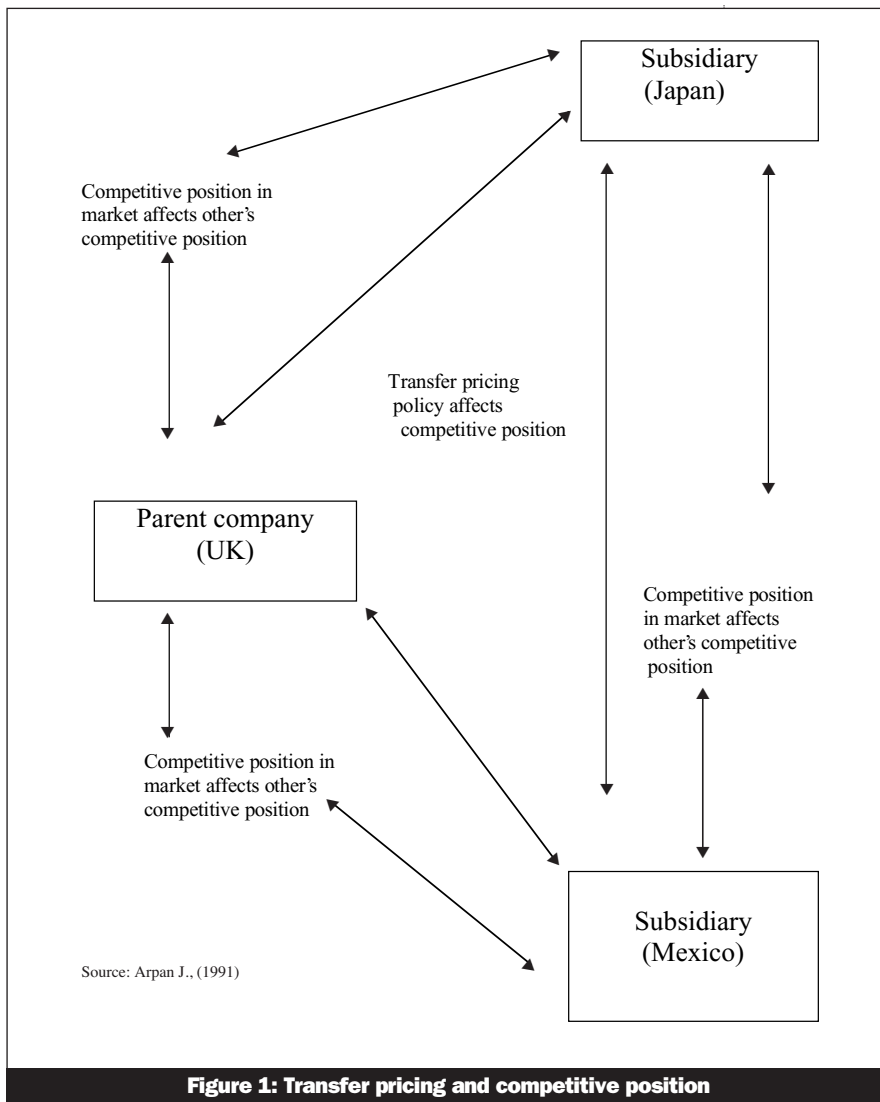 Subsidiary
(Japan)
Competitive position in
market affects other's
competitive position
Transfer pricing
policy affects
competitive position
Parent company
(UK)
Competitive position
in market affects
other's competitive
position
Competitive position in
market affects other's
competitive position
Subsidiary
(Mexico)
Source: Arpan J., (1991)
Figure 1: Transfer pricing and competitive position